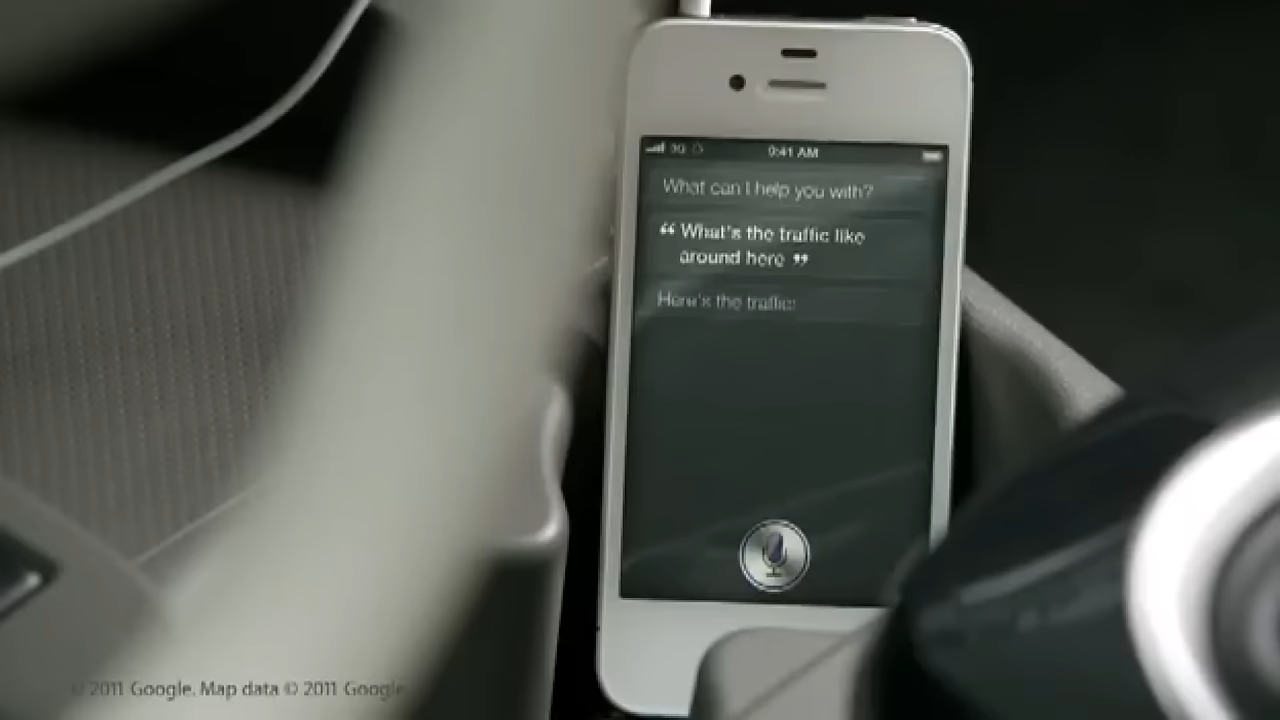 3G
9:41 AM
What can I help you with?
“ What's the traffic like
around here ”
Here's the traffic:
© 2011 Google. Map data © 2011 Google